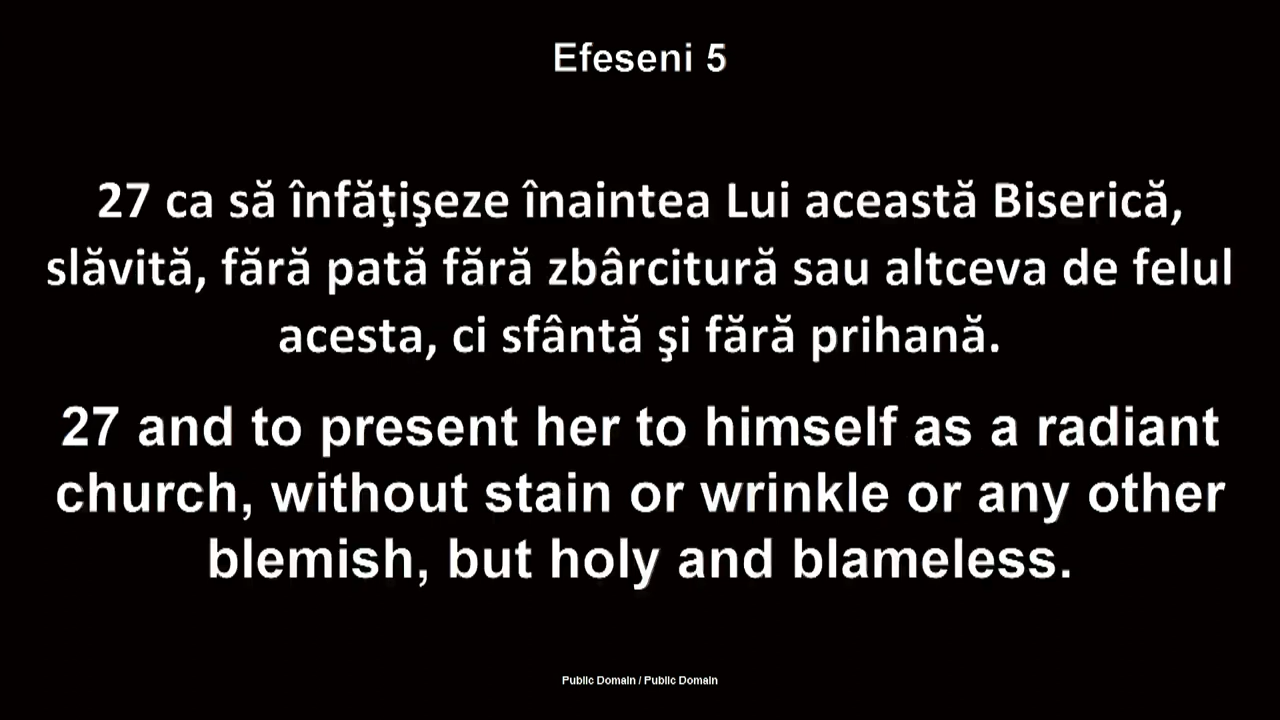 Efeseni 5
27 ca să înfăţişeze înaintea Lui această Biserică,
slăvită, fără pată fără zbârcitură sau altceva de felul
acesta, ci sfântă şi fără prihană.
27 and to present her to himself as a radiant
church, without stain or wrinkle or any other
blemish, but holy and blameless.
Public Domain / Public Domain